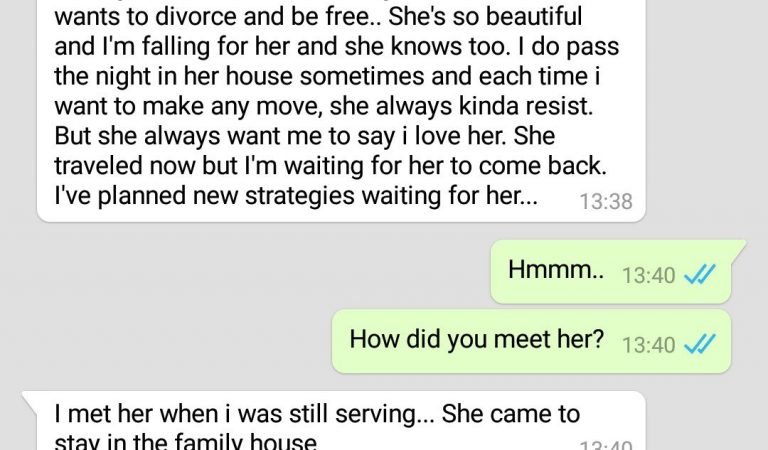 wants to divorce and be free.. She's so beautiful
and I'm falling for her and she knows too. I do pass
the night in her house sometimes and each time i
want to make any move, she always kinda resist.
But she always want me to say i love her. She
traveled now but I'm waiting for her to come back.
I've planned new strategies waiting for her... 13:38
Hmmm.. 13:40
How did you meet her? 13:40
I met her when i was still serving... She came to
stay in the family house 13:40